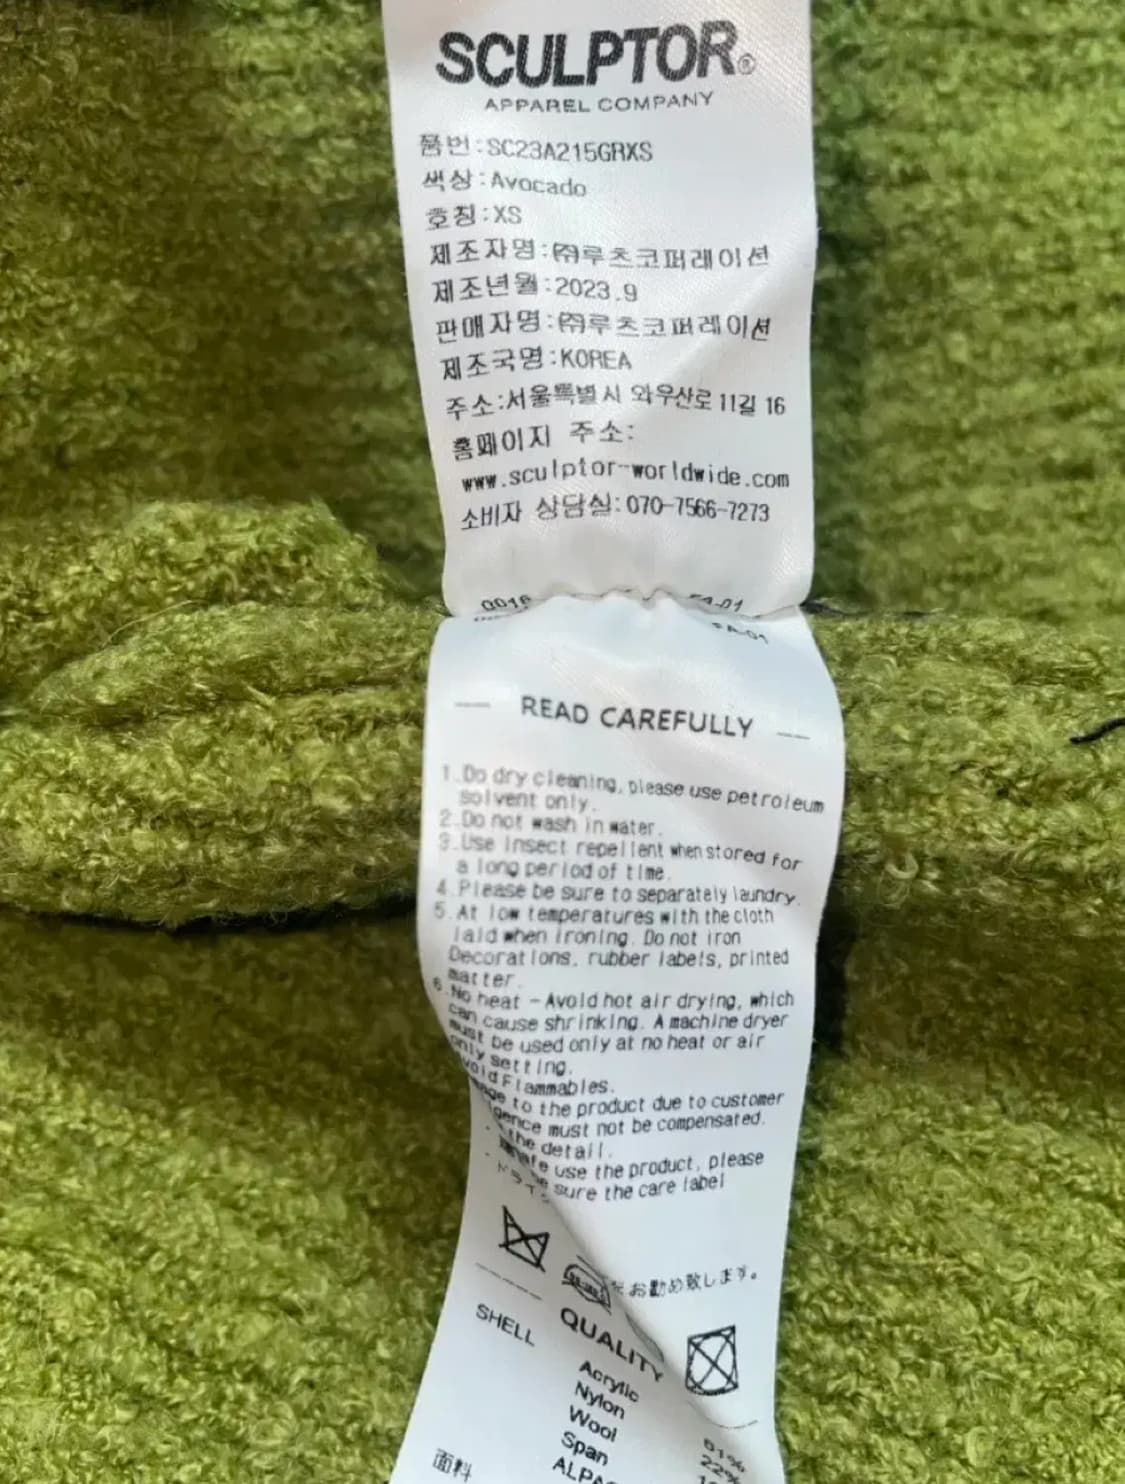 SCULPTOR®
APPAREL COMPANY
품번:SC23A215GRXS
색상:Avocado
호칭:XS
제조자명:㈜루츠코퍼레이션
제조년월:2023.9
판매자명:㈜루츠코퍼레이션
제조국명:KOREA
주소:서울특별시 와우산로 11길 16
홈페이지 주소:
www.sculptor-worldwide.com
소비자 상담실:070-7566-7273
READ CAREFULLY
1.Do dry cleaning, please use petroleum
solvent only.
2.Do not wash in water.
3.Use insect repellent when stored for
a long period of time.
4.Please be sure to separately laundry.
5.At low temperatures with the cloth
laid when ironing. Do not iron
Decorations, rubber labels, printed
matter.
6.No heat - Avoid hot air drying, which
can cause shrinking. A machine dryer
must be used only at no heat or air
only setting.
Flammables.
to the product due to customer
must not be compensated.
the detail.
use the product, please
sure the care label
をお勧め致します。
QUALITY
SHELL
Acrylic
Nylon 22%
Wool
Span
面料